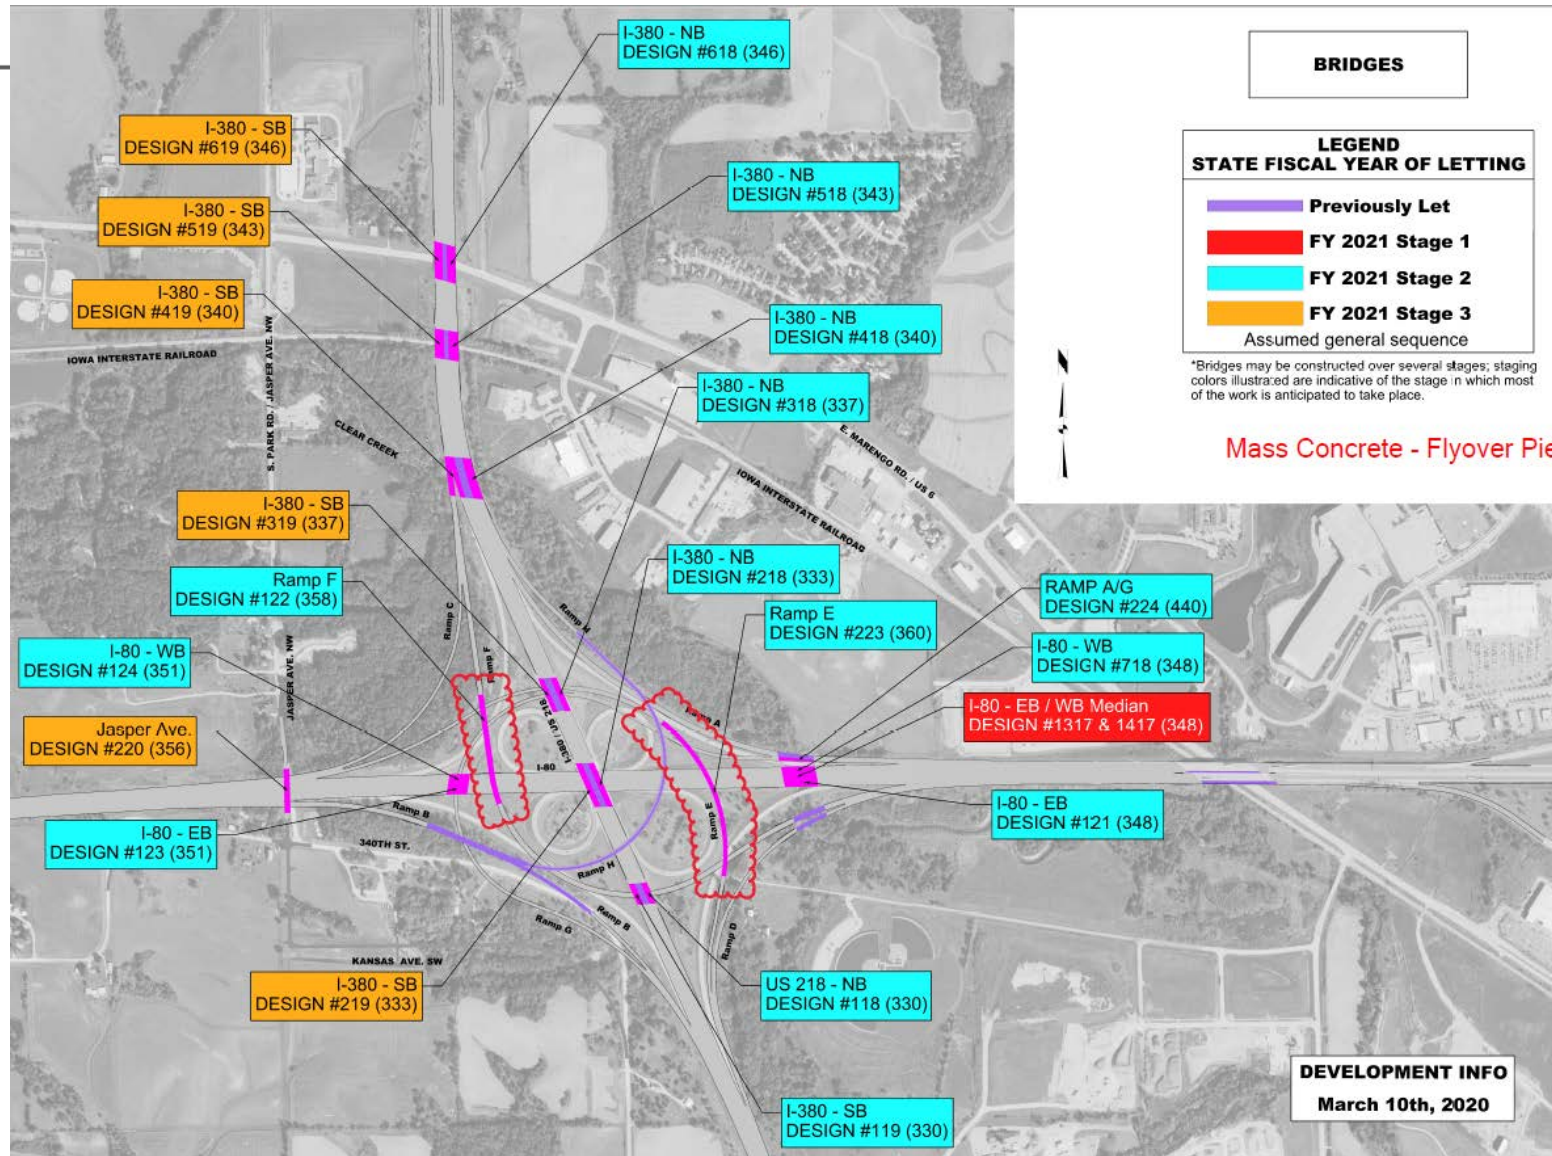 I-380 - NB
DESIGN #618 (346)
BRIDGES
I-380 - SB
DESIGN #619 (346)
LEGEND
STATE FISCAL YEAR OF LETTING
Previously Let
FY 2021 Stage 1
FY 2021 Stage 2
FY 2021 Stage 3
Assumed general sequence
*Bridges may be constructed over several stages; staging
colors illustrated are indicative of the stage in which most
of the work is anticipated to take place.
I-380 - NB
DESIGN #518 (343)
I-380 - SB
DESIGN #519 (343)
I-380 - SB
DESIGN #419 (340)
I-380 - NB
DESIGN #418 (340)
IOWA INTERSTATE RAILROAD
S. PARK RD. / JASPER AVE. NW
I-380 - NB
DESIGN #318 (337)
CLEAR CREEK
E. MARENGO RD. / US 6
Mass Concrete - Flyover Pie
IOWA INTERSTATE RAILROAD
I-380 - SB
DESIGN #319 (337)
I-380 - NB
DESIGN #218 (333)
Ramp F
DESIGN #122 (358)
RAMP A/G
DESIGN #224 (440)
Ramp C
Ramp H
Ramp E
DESIGN #223 (360)
I-80 - WB
DESIGN #124 (351)
JASPER AVE. NW
Ramp F
I-80 - WB
DESIGN #718 (348)
I-80 - EB / WB Median
DESIGN #1317 & 1417 (348)
Jasper Ave.
DESIGN #220 (356)
I-380 / US 218
Ramp A
I-80
I-80 - EB
DESIGN #123 (351)
Ramp B
340TH ST.
Ramp E
I-80 - EB
DESIGN #121 (348)
Ramp H
Ramp G
Ramp B
Ramp D
KANSAS AVE. SW
I-380 - SB
DESIGN #219 (333)
US 218 - NB
DESIGN #118 (330)
I-380 - SB
DESIGN #119 (330)
DEVELOPMENT INFO
March 10th, 2020